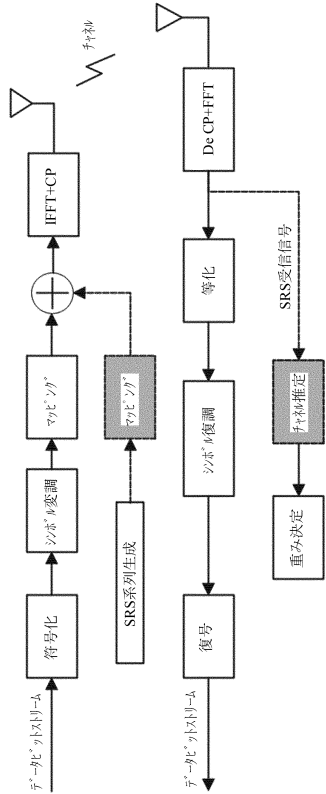 データビットストリーム
符号化
シンボル変調
マッピング
IFFT+CP
チャネル
SRS系列生成
マッピング
データビットストリーム
復号
シンボル復調
等化
De CP+FFT
SRS受信信号
重み決定
チャネル推定